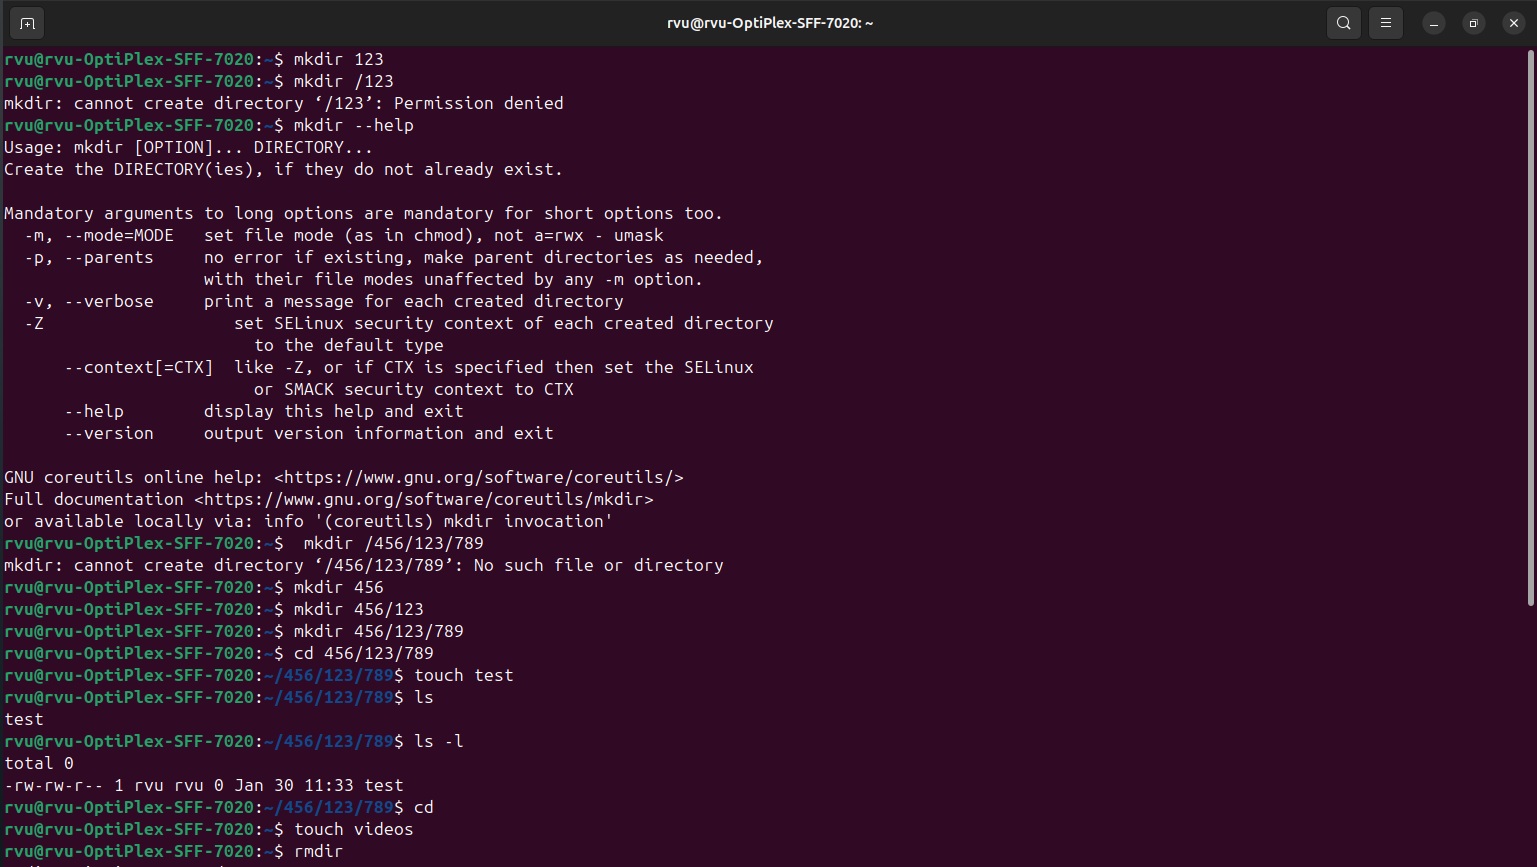 rvu@rvu-OptiPlex-SFF-7020: ~
rvu@rvu-OptiPlex-SFF-7020:~$ mkdir 123
rvu@rvu-OptiPlex-SFF-7020:~$ mkdir /123
mkdir: cannot create directory ‘/123’: Permission denied
rvu@rvu-OptiPlex-SFF-7020:~$ mkdir --help
Usage: mkdir [OPTION]... DIRECTORY...
Create the DIRECTORY(ies), if they do not already exist.

Mandatory arguments to long options are mandatory for short options too.
  -m, --mode=MODE   set file mode (as in chmod), not a=rwx - umask
  -p, --parents     no error if existing, make parent directories as needed,
                    with their file modes unaffected by any -m option.
  -v, --verbose     print a message for each created directory
  -Z                   set SELinux security context of each created directory
                         to the default type
      --context[=CTX]  like -Z, or if CTX is specified then set the SELinux
                         or SMACK security context to CTX
      --help        display this help and exit
      --version     output version information and exit

GNU coreutils online help: <https://www.gnu.org/software/coreutils/>
Full documentation <https://www.gnu.org/software/coreutils/mkdir>
or available locally via: info '(coreutils) mkdir invocation'
rvu@rvu-OptiPlex-SFF-7020:~$  mkdir /456/123/789
mkdir: cannot create directory ‘/456/123/789’: No such file or directory
rvu@rvu-OptiPlex-SFF-7020:~$ mkdir 456
rvu@rvu-OptiPlex-SFF-7020:~$ mkdir 456/123
rvu@rvu-OptiPlex-SFF-7020:~$ mkdir 456/123/789
rvu@rvu-OptiPlex-SFF-7020:~$ cd 456/123/789
rvu@rvu-OptiPlex-SFF-7020:~/456/123/789$ touch test
rvu@rvu-OptiPlex-SFF-7020:~/456/123/789$ ls
test
rvu@rvu-OptiPlex-SFF-7020:~/456/123/789$ ls -l
total 0
-rw-rw-r-- 1 rvu rvu 0 Jan 30 11:33 test
rvu@rvu-OptiPlex-SFF-7020:~/456/123/789$ cd
rvu@rvu-OptiPlex-SFF-7020:~$ touch videos
rvu@rvu-OptiPlex-SFF-7020:~$ rmdir